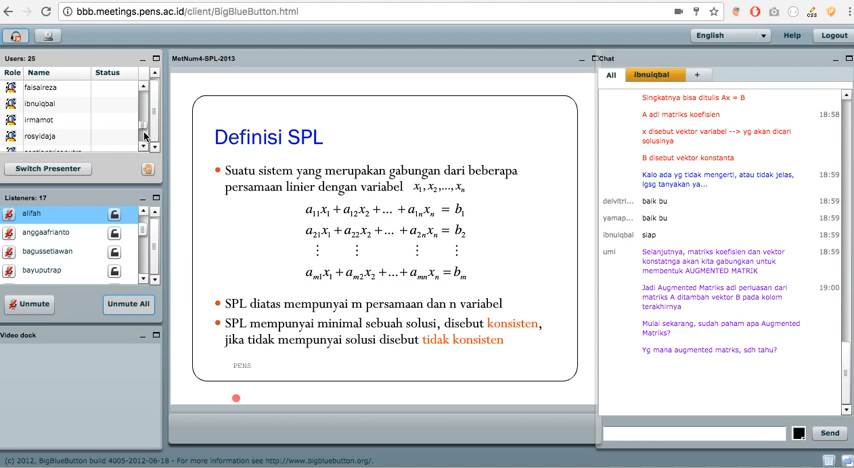 bbb.meetings.pens.ac.id/client/BigBlueButton.html
English
Help
Logout
Users: 25
Role Name Status
faisalreza
ibnuiqbal
irmamot
rosyidaja
Switch Presenter
Listeners: 17
alifah
anggaafrianto
bagussetiawan
bayuputrap
Unmute
Unmute All
Video dock
MetNum4-SPL-2013
Definisi SPL
• Suatu sistem yang merupakan gabungan dari beberapa
persamaan linier dengan variabel x₁,x₂,...,xₙ
a₁₁x₁ + a₁₂x₂ + ... + a₁ₙxₙ = b₁
a₂₁x₁ + a₂₂x₂ + ... + a₂ₙxₙ = b₂
⋮ ⋮ ⋮ ⋮
aₘ₁x₁ + aₘ₂x₂ + ... + aₘₙxₙ = bₘ
• SPL diatas mempunyai m persamaan dan n variabel
• SPL mempunyai minimal sebuah solusi, disebut konsisten,
jika tidak mempunyai solusi disebut tidak konsisten
PENS
Chat
All ibnuiqbal +
Singkatnya bisa ditulis Ax = B
A adl matriks koefisien 18:58
x disebut vektor variabel --> yg akan dicari
solusinya
B disebut vektor konstanta
Kalo ada yg tidak mengerti, atau tidak jelas, 18:59
lgsg tanyakan ya...
delvitri... baik bu 18:59
yamap... baik bu
ibnuiqbal siap 18:59
umi Selanjutnya, matriks koefisien dan vektor 18:59
konstatnga akan kita gabungkan untuk
membentuk AUGMENTED MATRIK
Jadi Augmented Matriks adl perluasan dari 19:00
matriks A ditambah vektor B pada kolom
terakhirnya
Mulai sekarang, sudah paham apa Augmented
Matriks?
Yg mana augmented matrks, sdh tahu?
Send
(c) 2012, BigBlueButton build 4005-2012-06-18 - For more information see http://www.bigbluebutton.org/.